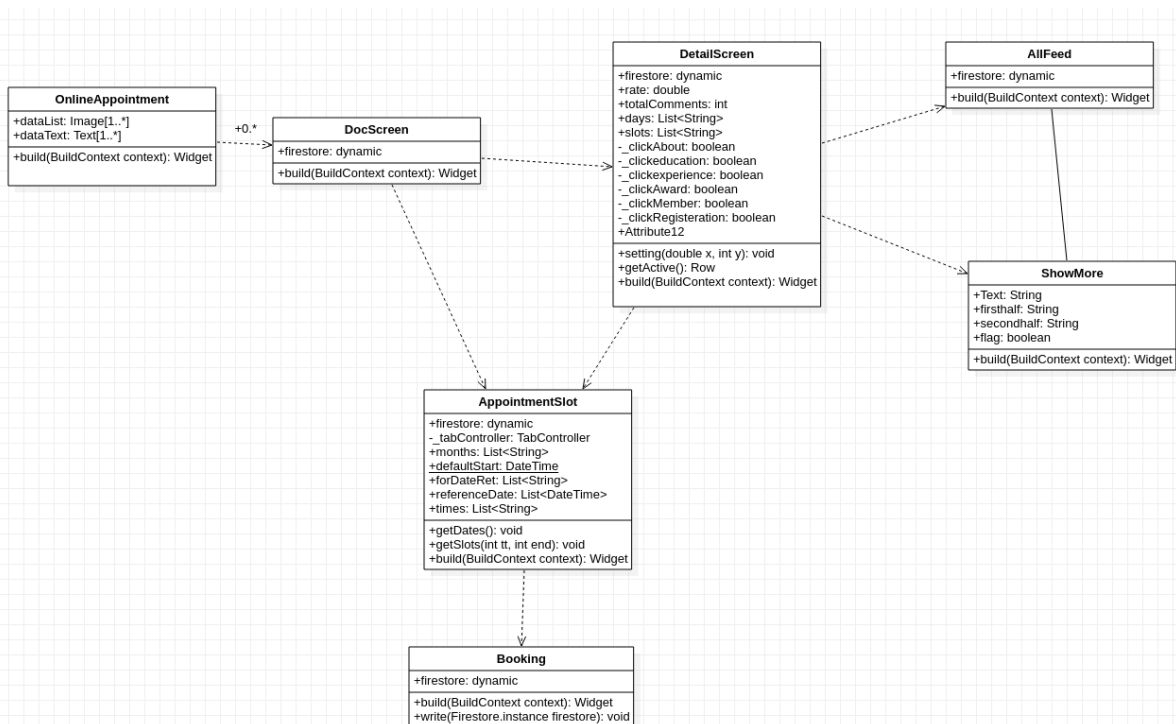 OnlineAppointment
+dataList: Image[1..*]
+dataText: Text[1..*]
+build(BuildContext context): Widget
+0.*
DocScreen
+firestore: dynamic
+build(BuildContext context): Widget
DetailScreen
+firestore: dynamic
+rate: double
+totalComments: int
+days: List<String>
+slots: List<String>
-_clickAbout: boolean
-_clickeducation: boolean
-_clickexperience: boolean
-_clickAward: boolean
-_clickMember: boolean
-_clickRegisteration: boolean
+Attribute12
+setting(double x, int y): void
+getActive(): Row
+build(BuildContext context): Widget
AllFeed
+firestore: dynamic
+build(BuildContext context): Widget
ShowMore
+Text: String
+firsthalf: String
+secondhalf: String
+flag: boolean
+build(BuildContext context): Widget
AppointmentSlot
+firestore: dynamic
-_tabController: TabController
+months: List<String>
+defaultStart: DateTime
+forDateRet: List<String>
+referenceDate: List<DateTime>
+times: List<String>
+getDates(): void
+getSlots(int tt, int end): void
+build(BuildContext context): Widget
Booking
+firestore: dynamic
+build(BuildContext context): Widget
+write(Firestore.instance firestore): void